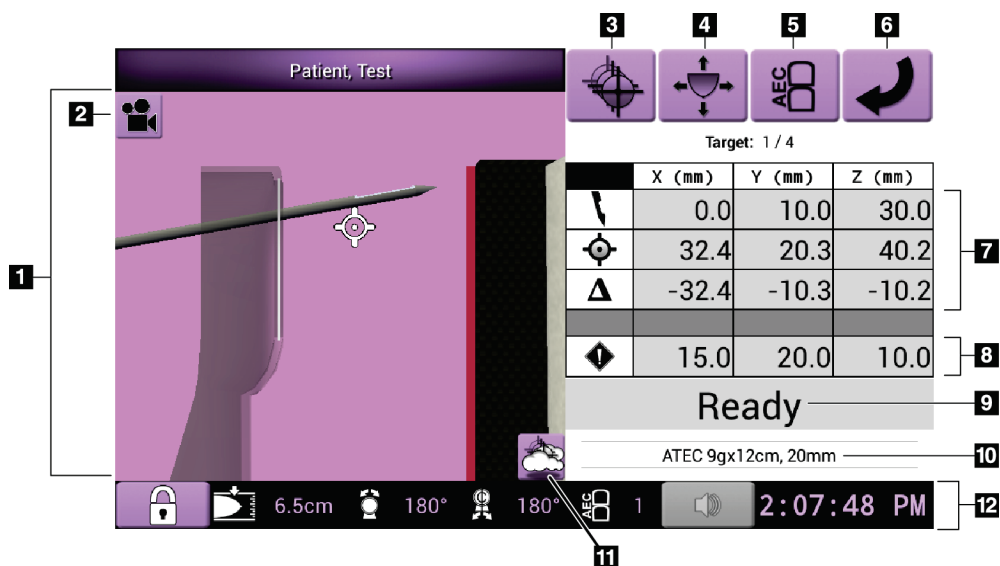 3 4 5 6
Patient, Test
AEC
1
2
Target: 1 / 4
X (mm) Y (mm) Z (mm)
0.0 10.0 30.0
32.4 20.3 40.2
Δ -32.4 -10.3 -10.2
7
15.0 20.0 10.0
8
Ready
9
ATEC 9gx12cm, 20mm
10
6.5cm 180° 180° AEC 1 2:07:48 PM
12
11